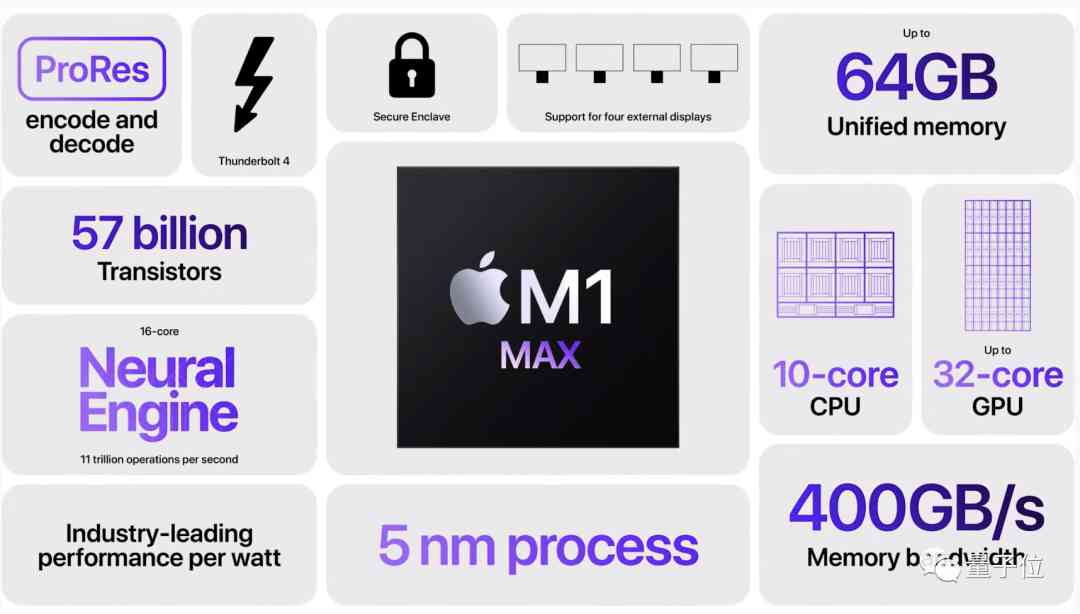 ProRes
encode and
decode
Thunderbolt 4
Secure Enclave
Support for four external displays
Up to
64GB
Unified memory
57 billion
Transistors
M1
MAX
10-core
CPU
Up to
32-core
GPU
16-core
Neural
Engine
11 trillion operations per second
Industry-leading
performance per watt
5 nm process
400GB/s
Memory bandwidth
量子位